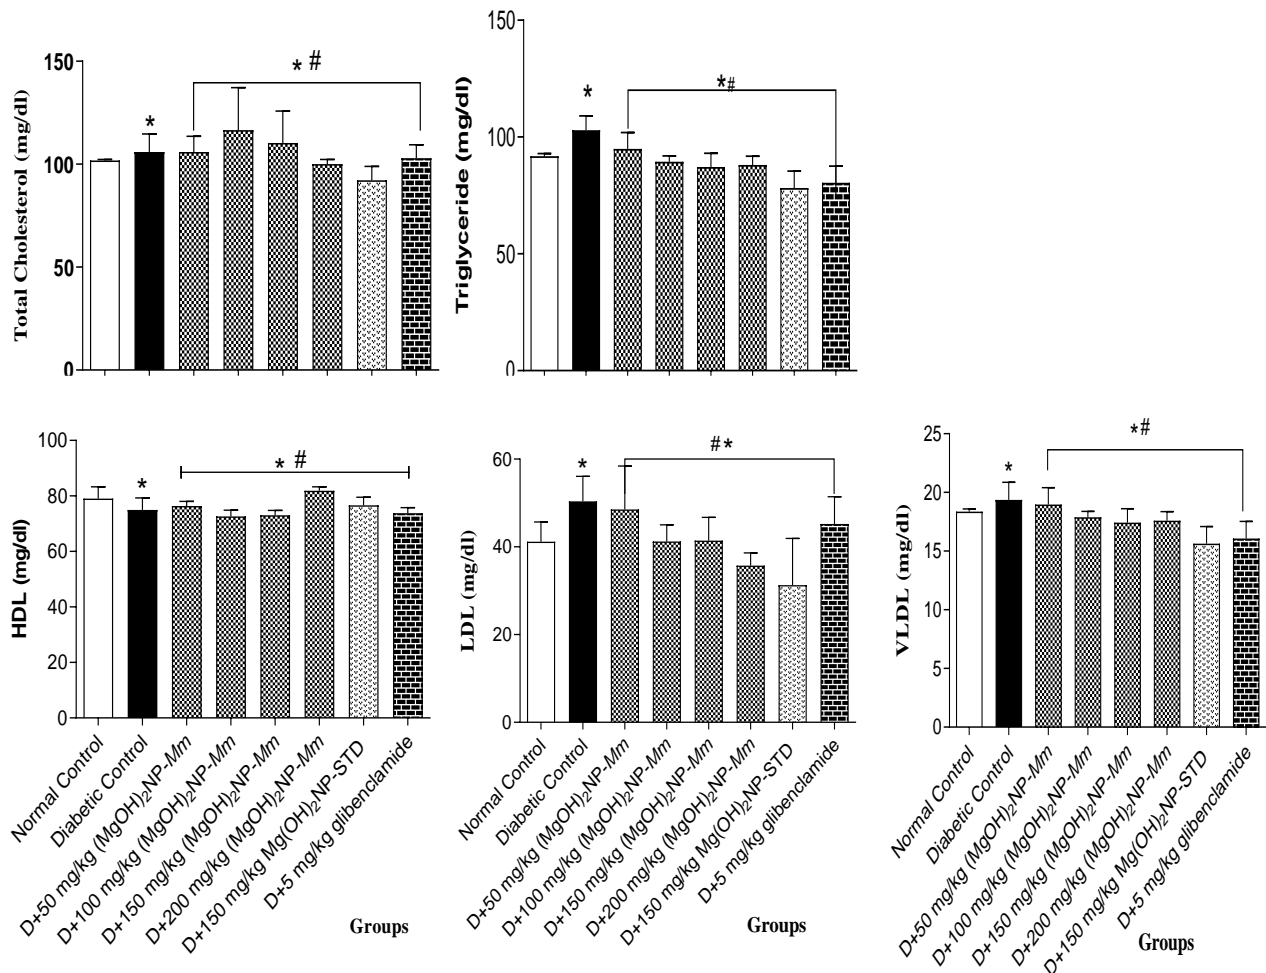 150
100
50
0
Total Cholesterol (mg/dl)
*
* #
150
100
50
0
Triglyceride (mg/dl)
*
*#
100
80
60
40
20
0
HDL (mg/dl)
*
* #
Normal Control
Diabetic Control
D+50 mg/kg (MgOH)₂NP-Mm
D+100 mg/kg (MgOH)₂NP-Mm
D+150 mg/kg (MgOH)₂NP-Mm
D+200 mg/kg (MgOH)₂NP-Mm
D+150 mg/kg Mg(OH)₂NP-STD
D+5 mg/kg glibenclamide
Groups
60
40
20
0
LDL (mg/dl)
*
#*
Normal Control
Diabetic Control
D+50 mg/kg (MgOH)₂NP-Mm
D+100 mg/kg (MgOH)₂NP-Mm
D+150 mg/kg (MgOH)₂NP-Mm
D+200 mg/kg (MgOH)₂NP-Mm
D+150 mg/kg Mg(OH)₂NP-STD
D+5 mg/kg glibenclamide
Groups
25
20
15
10
5
0
VLDL (mg/dl)
*
*#
Normal Control
Diabetic Control
D+50 mg/kg (MgOH)₂NP-Mm
D+100 mg/kg (MgOH)₂NP-Mm
D+150 mg/kg (MgOH)₂NP-Mm
D+200 mg/kg (MgOH)₂NP-Mm
D+150 mg/kg Mg(OH)₂NP-STD
D+5 mg/kg glibenclamide
Groups